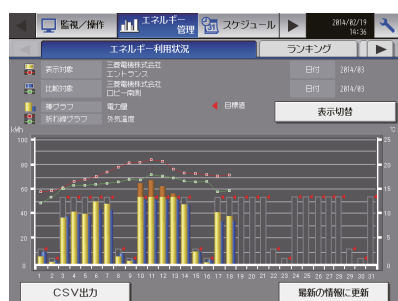 監視/操作
エネルギー
管理
スケジュール
2014/02/19
14:36
エネルギー利用状況
ランキング
表示対象
三菱電機株式会社
エントランス
日付
2014/03
比較対象
三菱電機株式会社
ロビー南側
日付
2014/03
棒グラフ
電力量
目標値
折れ線グラフ
外気温度
表示切替
kWh
℃
100
80
60
40
20
0
25
20
15
10
5
0
1 2 3 4 5 6 7 8 9 10 11 12 13 14 15 16 17 18 19 20 21 22 23 24 25 26 27 28 29 30 31
CSV出力
最新の情報に更新